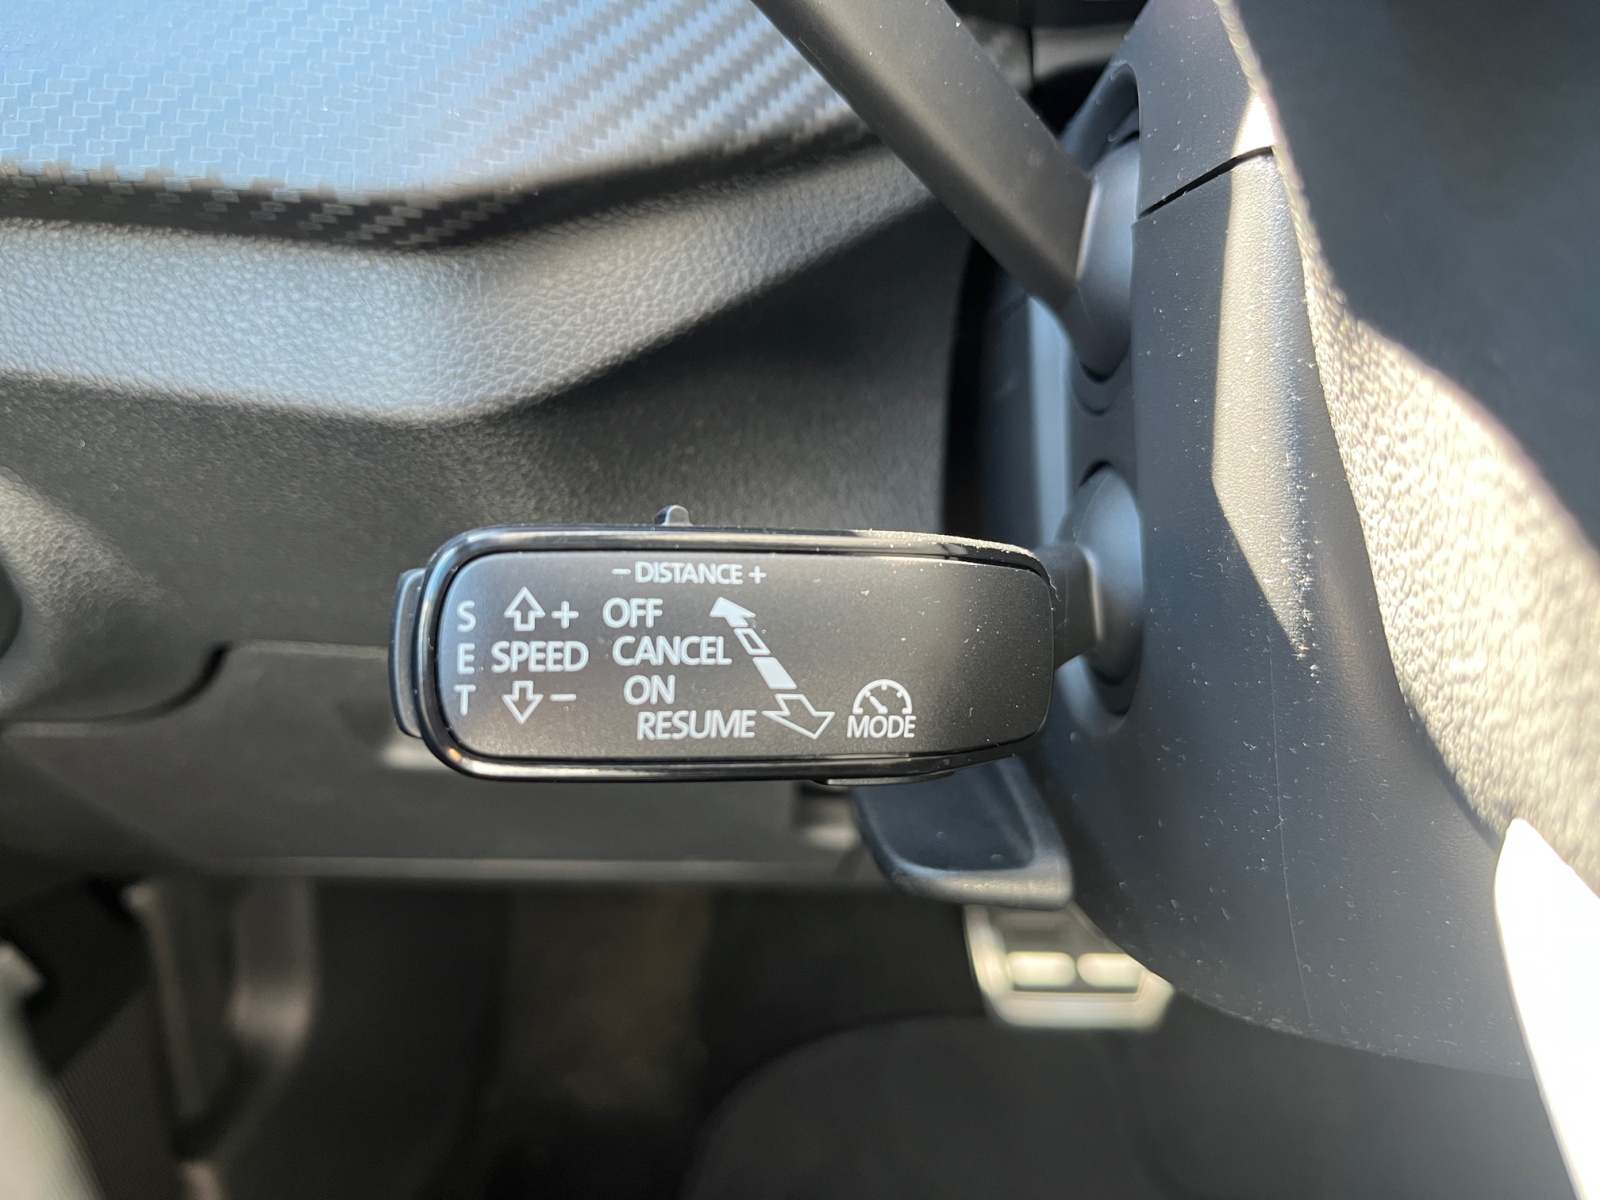 – DISTANCE +
S + OFF
E SPEED CANCEL
T – ON
RESUME MODE